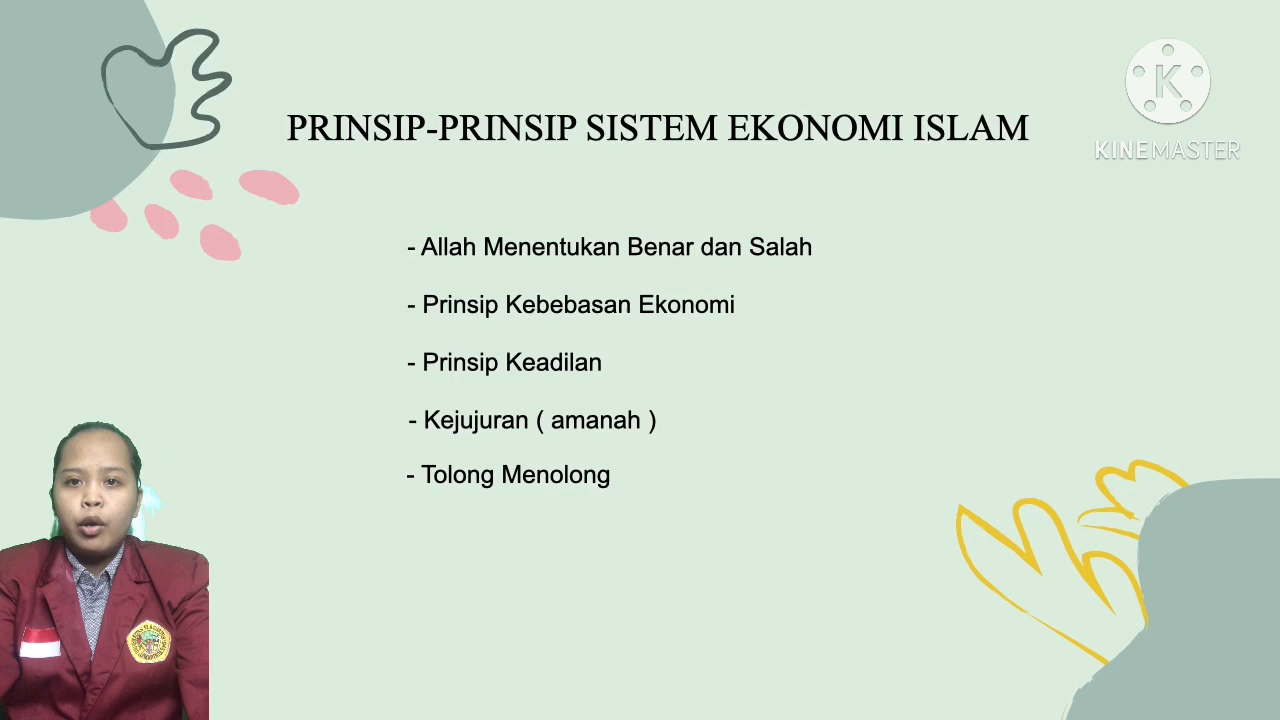 PRINSIP-PRINSIP SISTEM EKONOMI ISLAM
K
KINEMASTER
- Allah Menentukan Benar dan Salah
- Prinsip Kebebasan Ekonomi
- Prinsip Keadilan
- Kejujuran ( amanah )
- Tolong Menolong